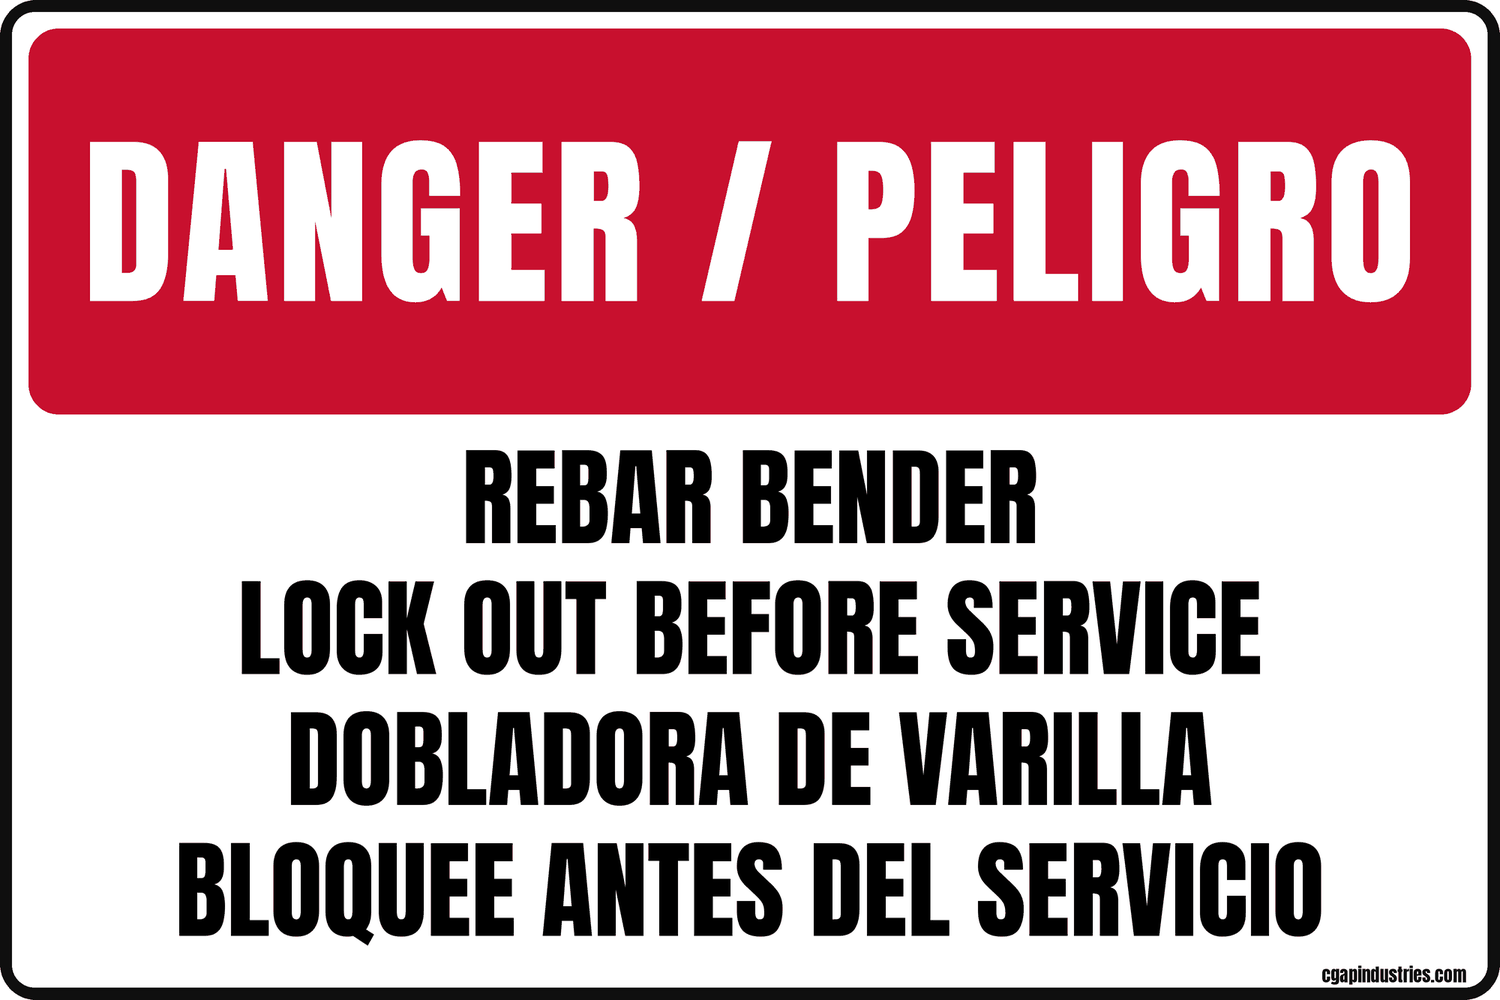 DANGER / PELIGRO
REBAR BENDER
LOCK OUT BEFORE SERVICE
DOBLADORA DE VARILLA
BLOQUEE ANTES DEL SERVICIO
cgapindustries.com